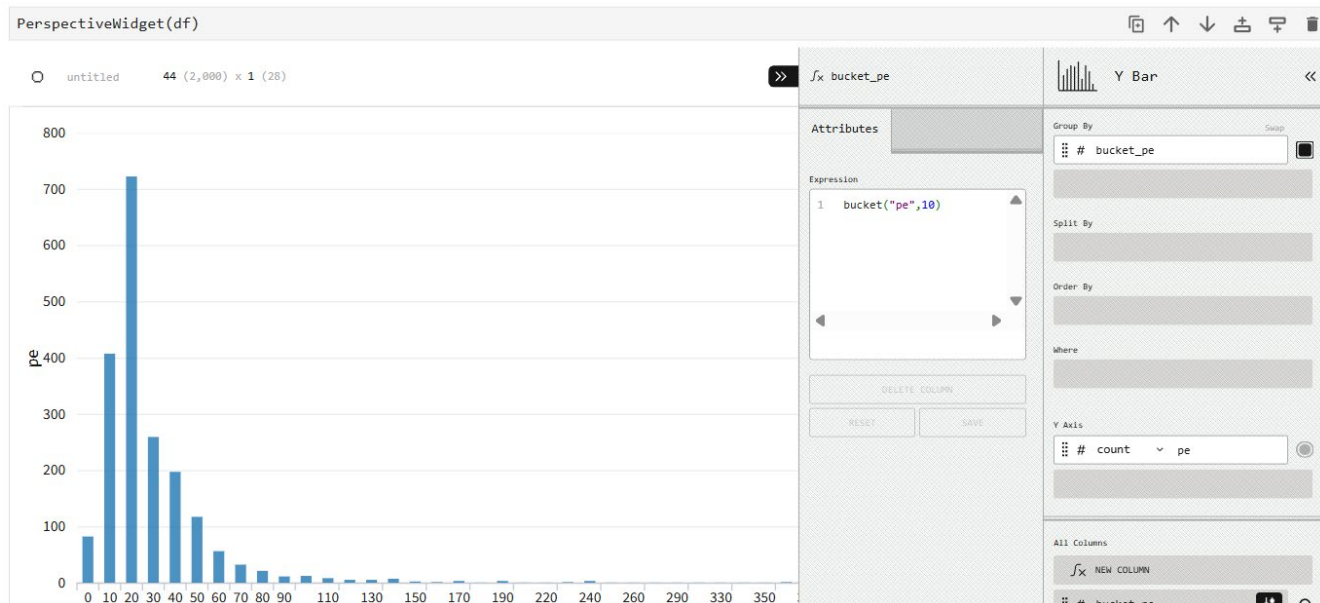 PerspectiveWidget(df)
untitled 44 (2,000) x 1 (28)
800
700
600
500
400
300
200
100
0
pe
0 10 20 30 40 50 60 70 80 90 110 130 150 170 190 220 240 260 290 330 350
bucket_pe
Attributes
Expression
1 bucket("pe",10)
DELETE COLUMN
RESET SAVE
Y Bar
Group By Swap
# bucket_pe
Split By
Order By
Where
Y Axis
# count pe
All Columns
NEW COLUMN
# bucket_pe